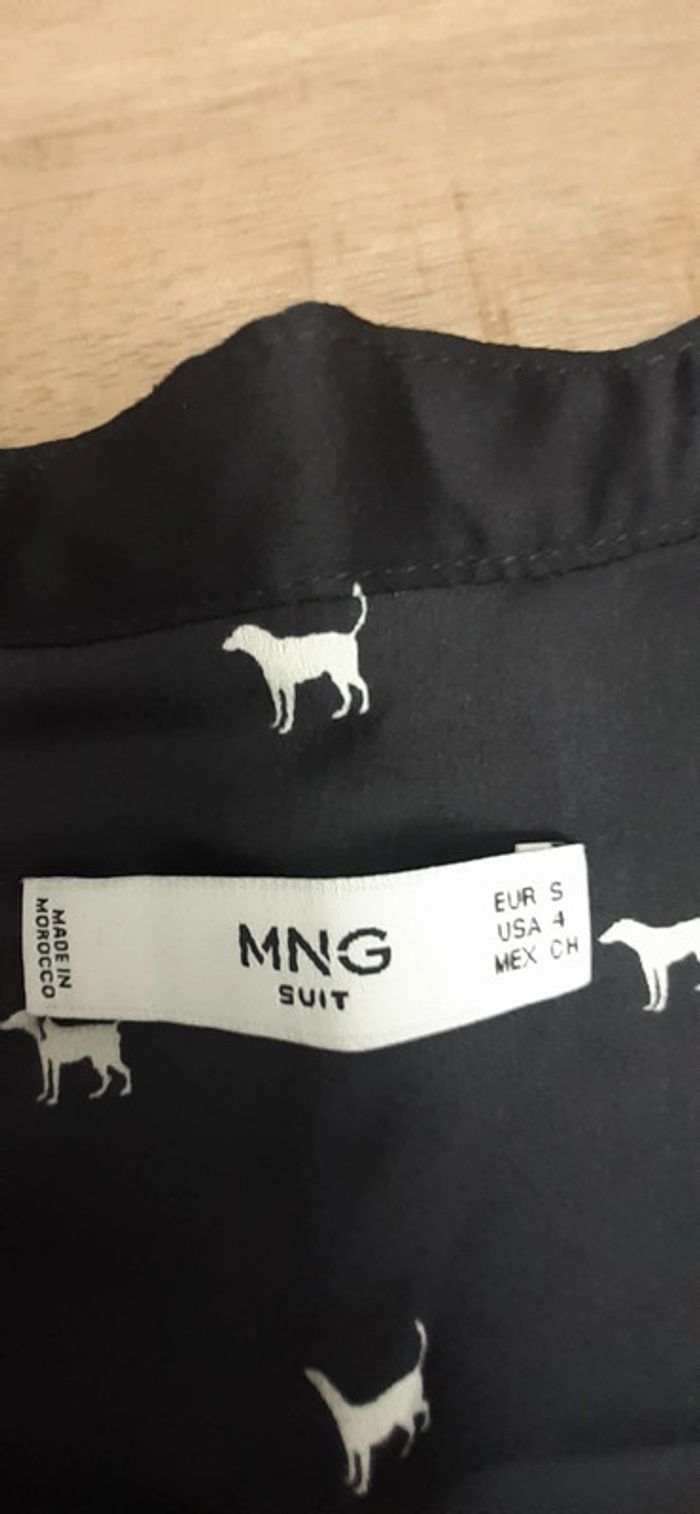 MADE IN
MOROCCO
MNG
SUIT
EUR S
USA 4
MEX CH